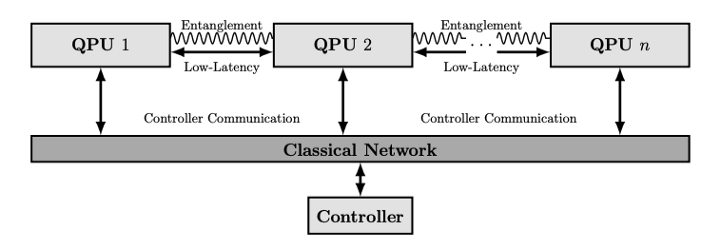 Entanglement
Entanglement
QPU 1
QPU 2
...
QPU n
Low-Latency
Low-Latency
Controller Communication
Controller Communication
Classical Network
Controller